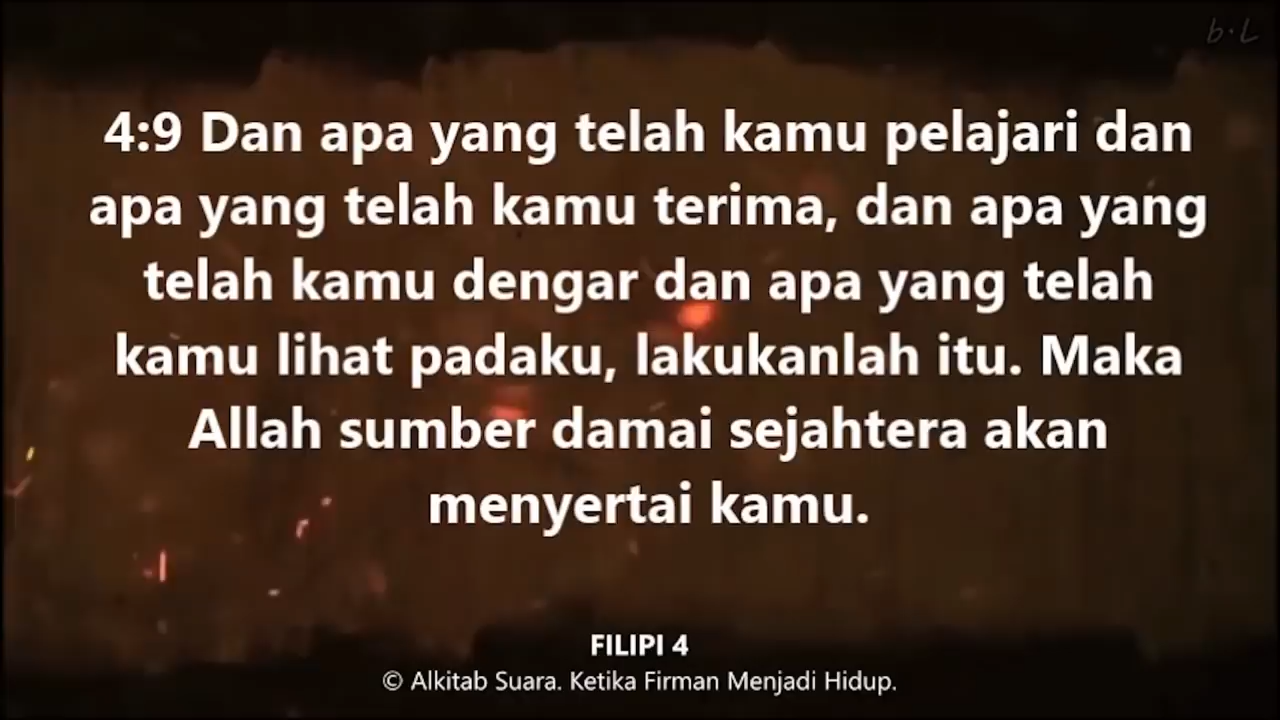 b.L
4:9 Dan apa yang telah kamu pelajari dan
apa yang telah kamu terima, dan apa yang
telah kamu dengar dan apa yang telah
kamu lihat padaku, lakukanlah itu. Maka
Allah sumber damai sejahtera akan
menyertai kamu.
FILIPI 4
© Alkitab Suara. Ketika Firman Menjadi Hidup.